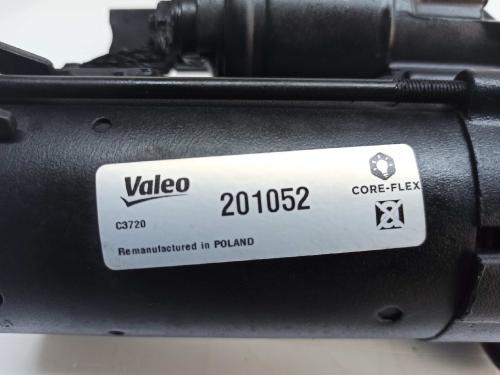 Valeo
201052
CORE-FLEX
C3720
Remanufactured in POLAND